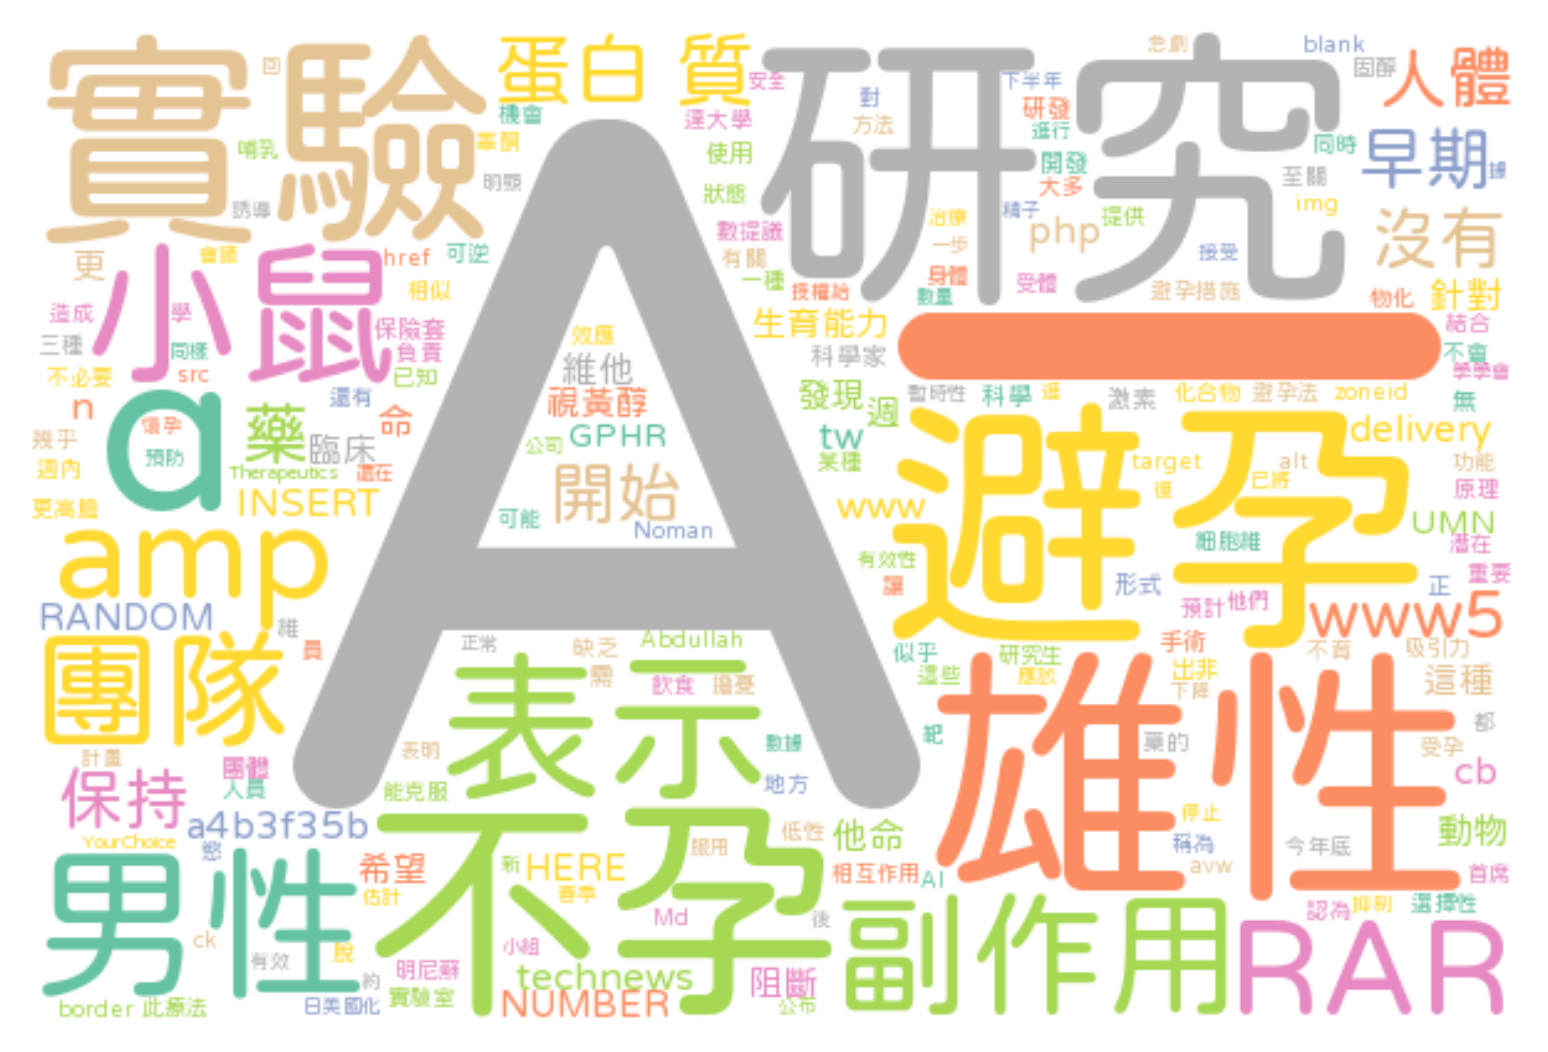 實驗
回
蛋白質
安全
研究
急劇
blank
固醇
人體
下半年
機會
達大學
對
方法
研發
進行
同時
早期
據
哺乳
睪酮
使用
開發
大多
至關
明顯
狀態
誘導
治療
精子
提供
img
沒有
數提議
一步
php
接受
更
會議
小鼠
href
可逆
有關
一種
身體
受體
避孕措施
相似
授權給
數量
物化
針對
造成
學
保險套
生育能力
一
結合
三種
同樣
負責
效應
科學家
不會
不必要
src
已知
維他
學學會
n
a
懷孕
預防
藥
還有
命
視黃醇
發現
週
暫時性
科學
逛
激素
化合物
避孕法
zoneid
無
幾乎
臨床
公司
GPHR
tw
避孕
delivery
週內
Therapeutics
還在
某種
target
alt
功能
更高膽
INSERT
A
開始
www
很
已將
原理
可能
Noman
UMN
amp
細胞維
潛在
有效性
讓
形式
正
重要
RANDOM
維
預計
他們
www5
團隊
員
正常
缺乏
Abdullah
似乎
研究生
手術
不育
吸引力
表示
需
飲食
擔憂
這些
應該
出非
下降
這種
雄性
都
計畫
團體
表明
數據
靶
藥的
受孕
保持
人員
能克服
地方
cb
a4b3f35b
不孕
低性
他命
停止
動物
YourChoice
慾
稱為
今年底
男性
希望
新
HERE
服用
相互作用
AI
avw
首席
估計
春季
副作用
認為
抑制
選擇性
ck
脫
小組
Md
後
RAR
有效
約
明尼蘇
technews
阻斷
border
此療法
日美國化
實驗室
NUMBER
公布